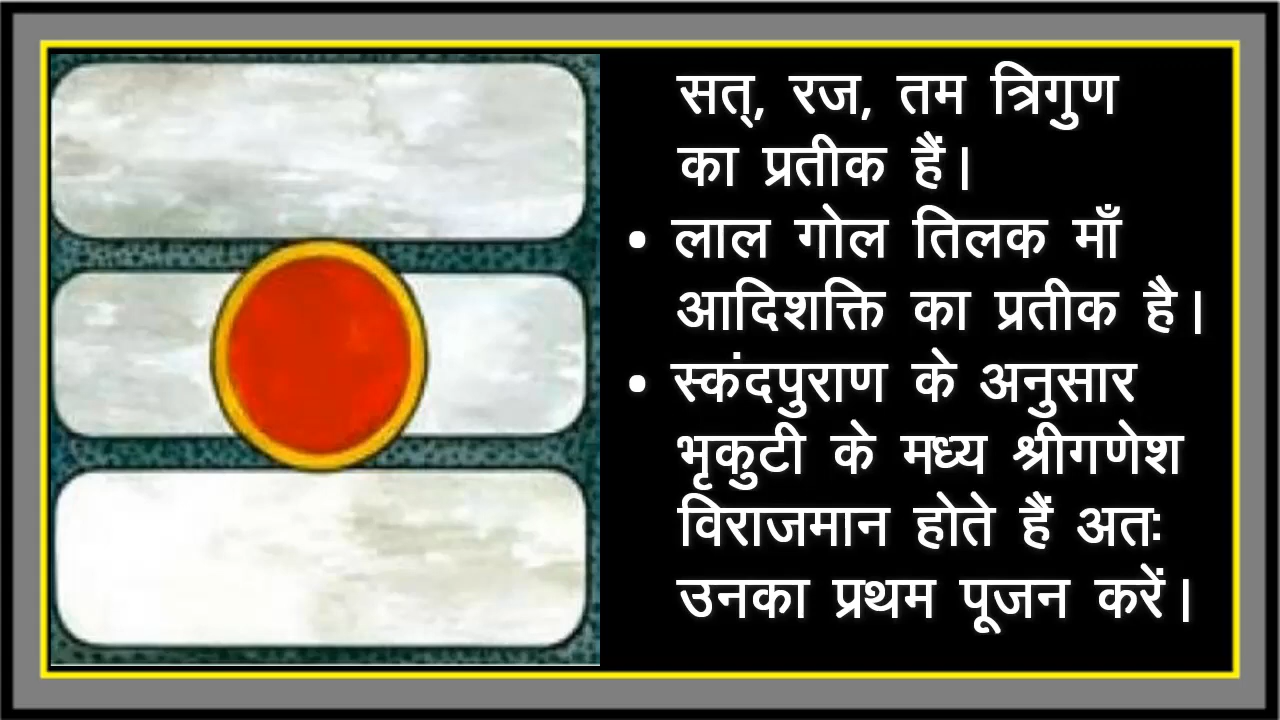 सत्, रज, तम त्रिगुण
का प्रतीक हैं।
• लाल गोल तिलक माँ
आदिशक्ति का प्रतीक है।
• स्कंदपुराण के अनुसार
भृकुटी के मध्य श्रीगणेश
विराजमान होते हैं अतः
उनका प्रथम पूजन करें।